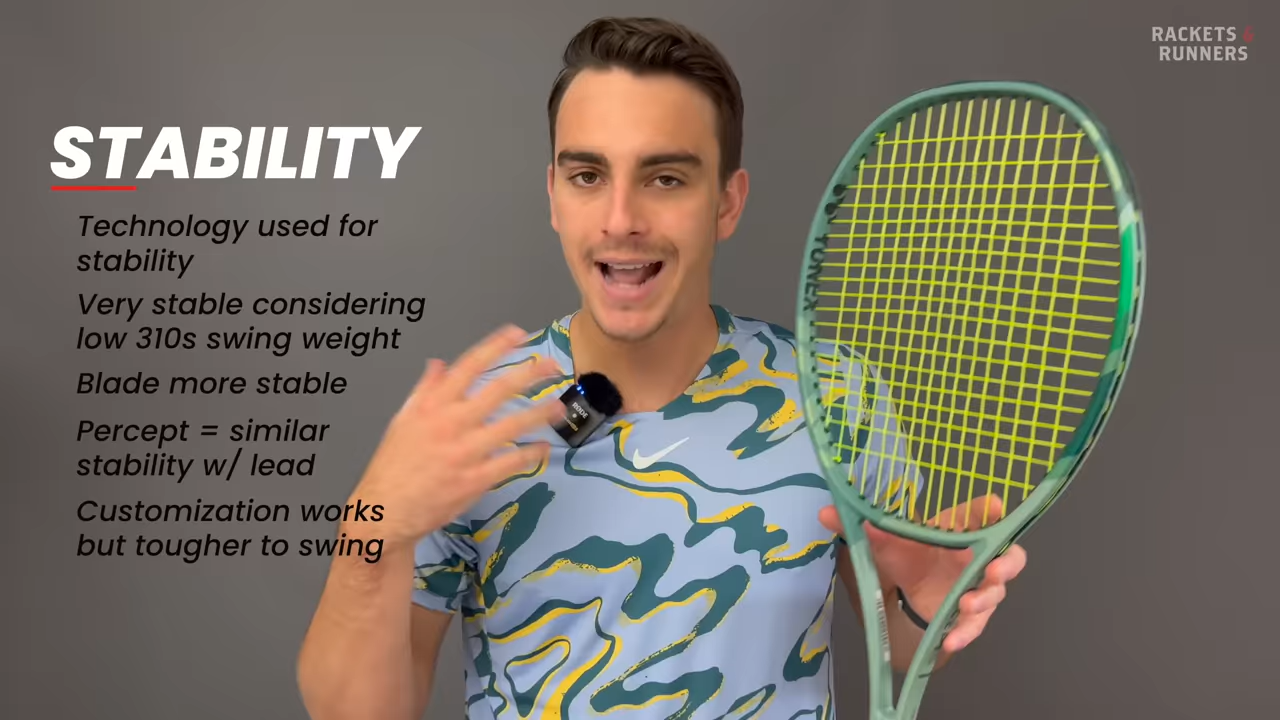 RACKETS &
RUNNERS
STABILITY
Technology used for
stability
Very stable considering
low 310s swing weight
Blade more stable
Percept = similar
stability w/ lead
Customization works
but tougher to swing
YONEX
RODE